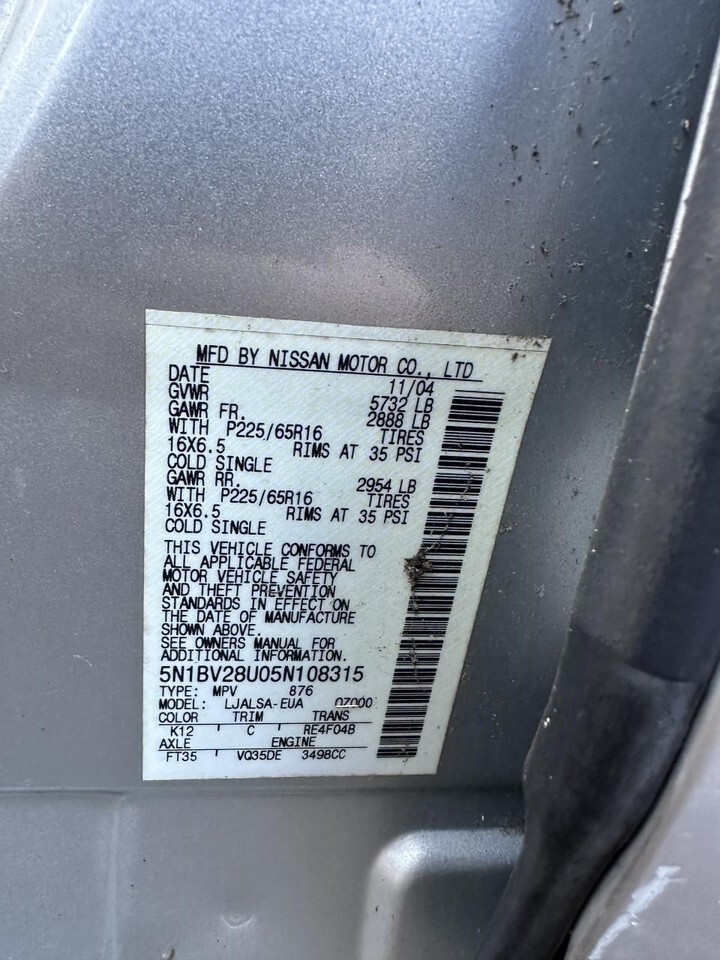 MFD BY NISSAN MOTOR CO., LTD
DATE 11/04
GVWR 5732 LB
GAWR FR. 2888 LB
WITH P225/65R16 TIRES
16X6.5 RIMS AT 35 PSI
COLD SINGLE
GAWR RR. 2954 LB
WITH P225/65R16 TIRES
16X6.5 RIMS AT 35 PSI
COLD SINGLE
THIS VEHICLE CONFORMS TO
ALL APPLICABLE FEDERAL
MOTOR VEHICLE SAFETY
AND THEFT PREVENTION
STANDARDS IN EFFECT ON
THE DATE OF MANUFACTURE
SHOWN ABOVE.
SEE OWNERS MANUAL FOR
ADDITIONAL INFORMATION.
5N1BV28U05N108315
TYPE: MPV 876
MODEL: LJALSA-EUA 0Z000
COLOR TRIM TRANS
K12 C RE4F04B
AXLE ENGINE
FT35 VQ35DE 3498CC